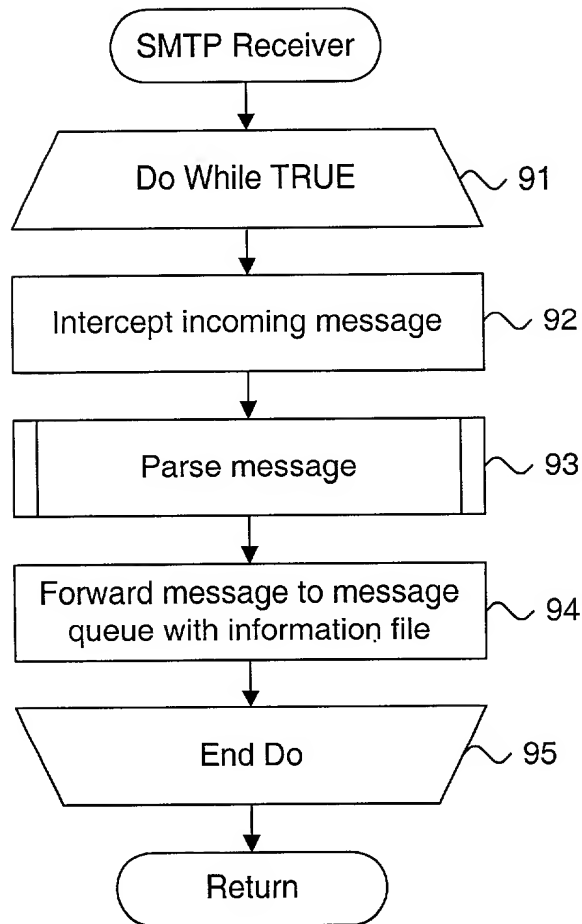 SMTP Receiver
Do While TRUE
91
Intercept incoming message
92
Parse message
93
Forward message to message
queue with information file
94
End Do
95
Return